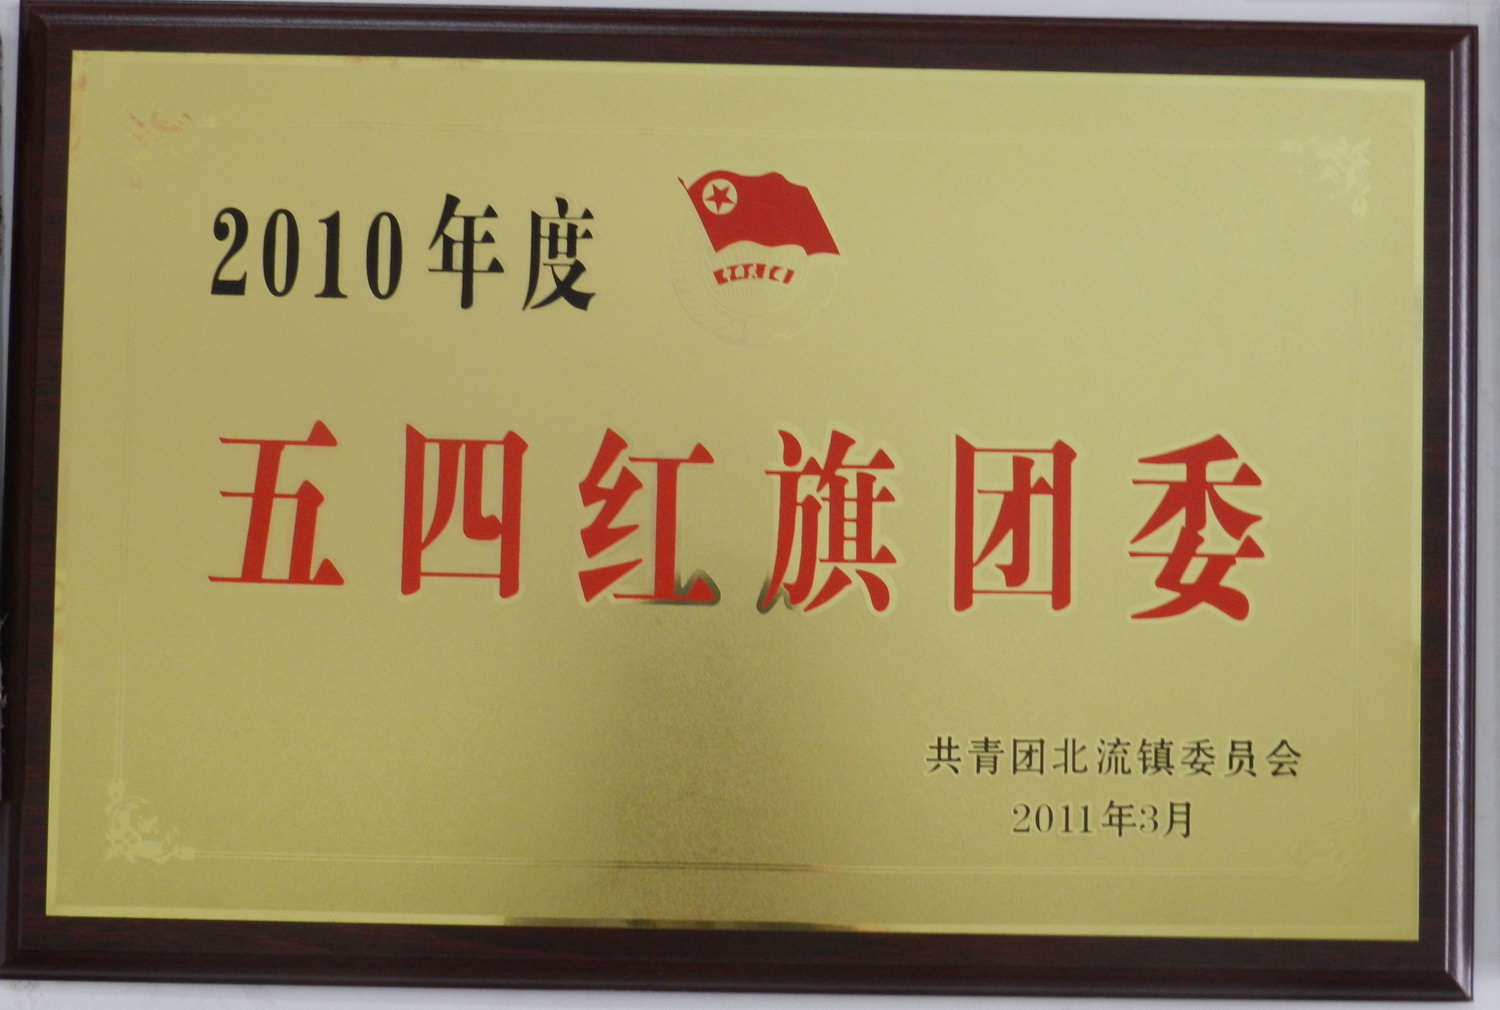 2010年度
五四红旗团委
共青团北流镇委员会
2011年3月